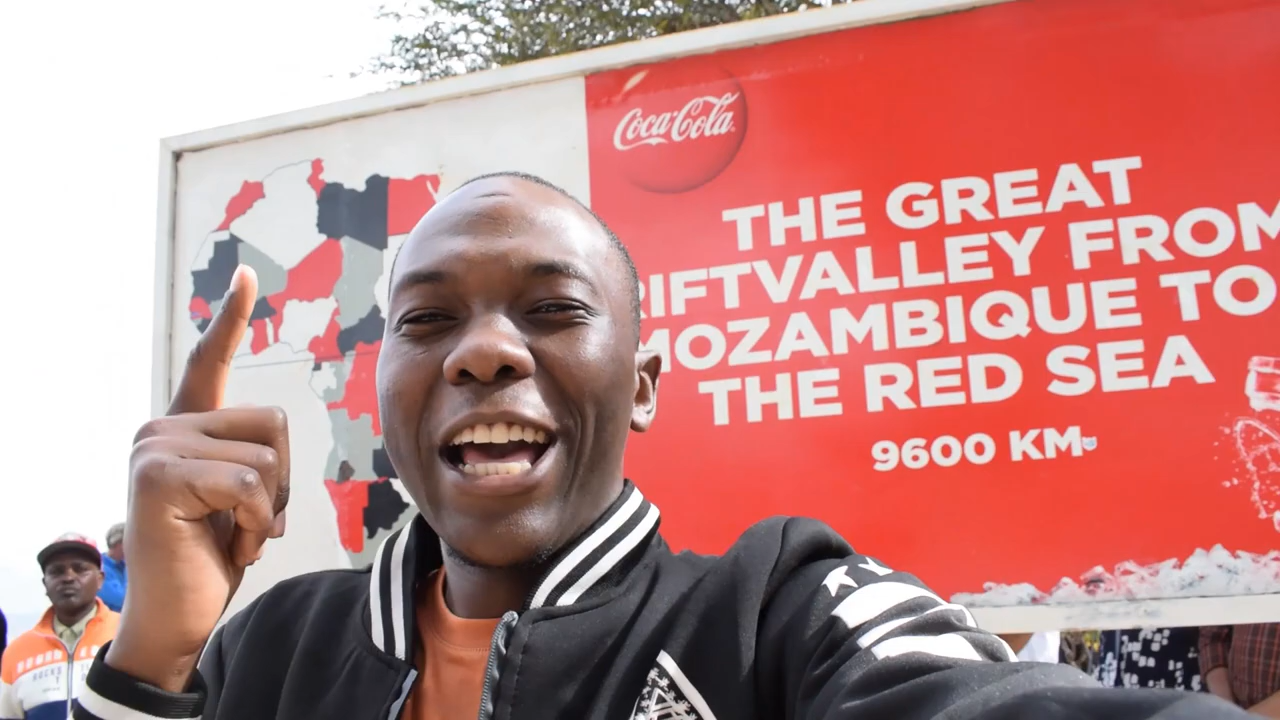 Coca-Cola
THE GREAT
RIFTVALLEY FROM
MOZAMBIQUE TO
THE RED SEA
9600 KM